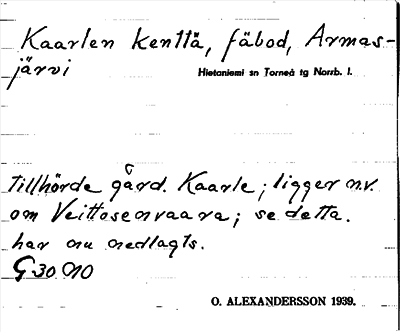 Kaarlen kenttä, fäbod, Armas-
järvi
Hietaniemi sn Torneå tg Norrb. l.
Tillhörde gård. Kaarle; ligger n.v.
om Veittosenvaara; se detta.
har nu nedlagts.
G 30 NO
O. ALEXANDERSSON 1939.